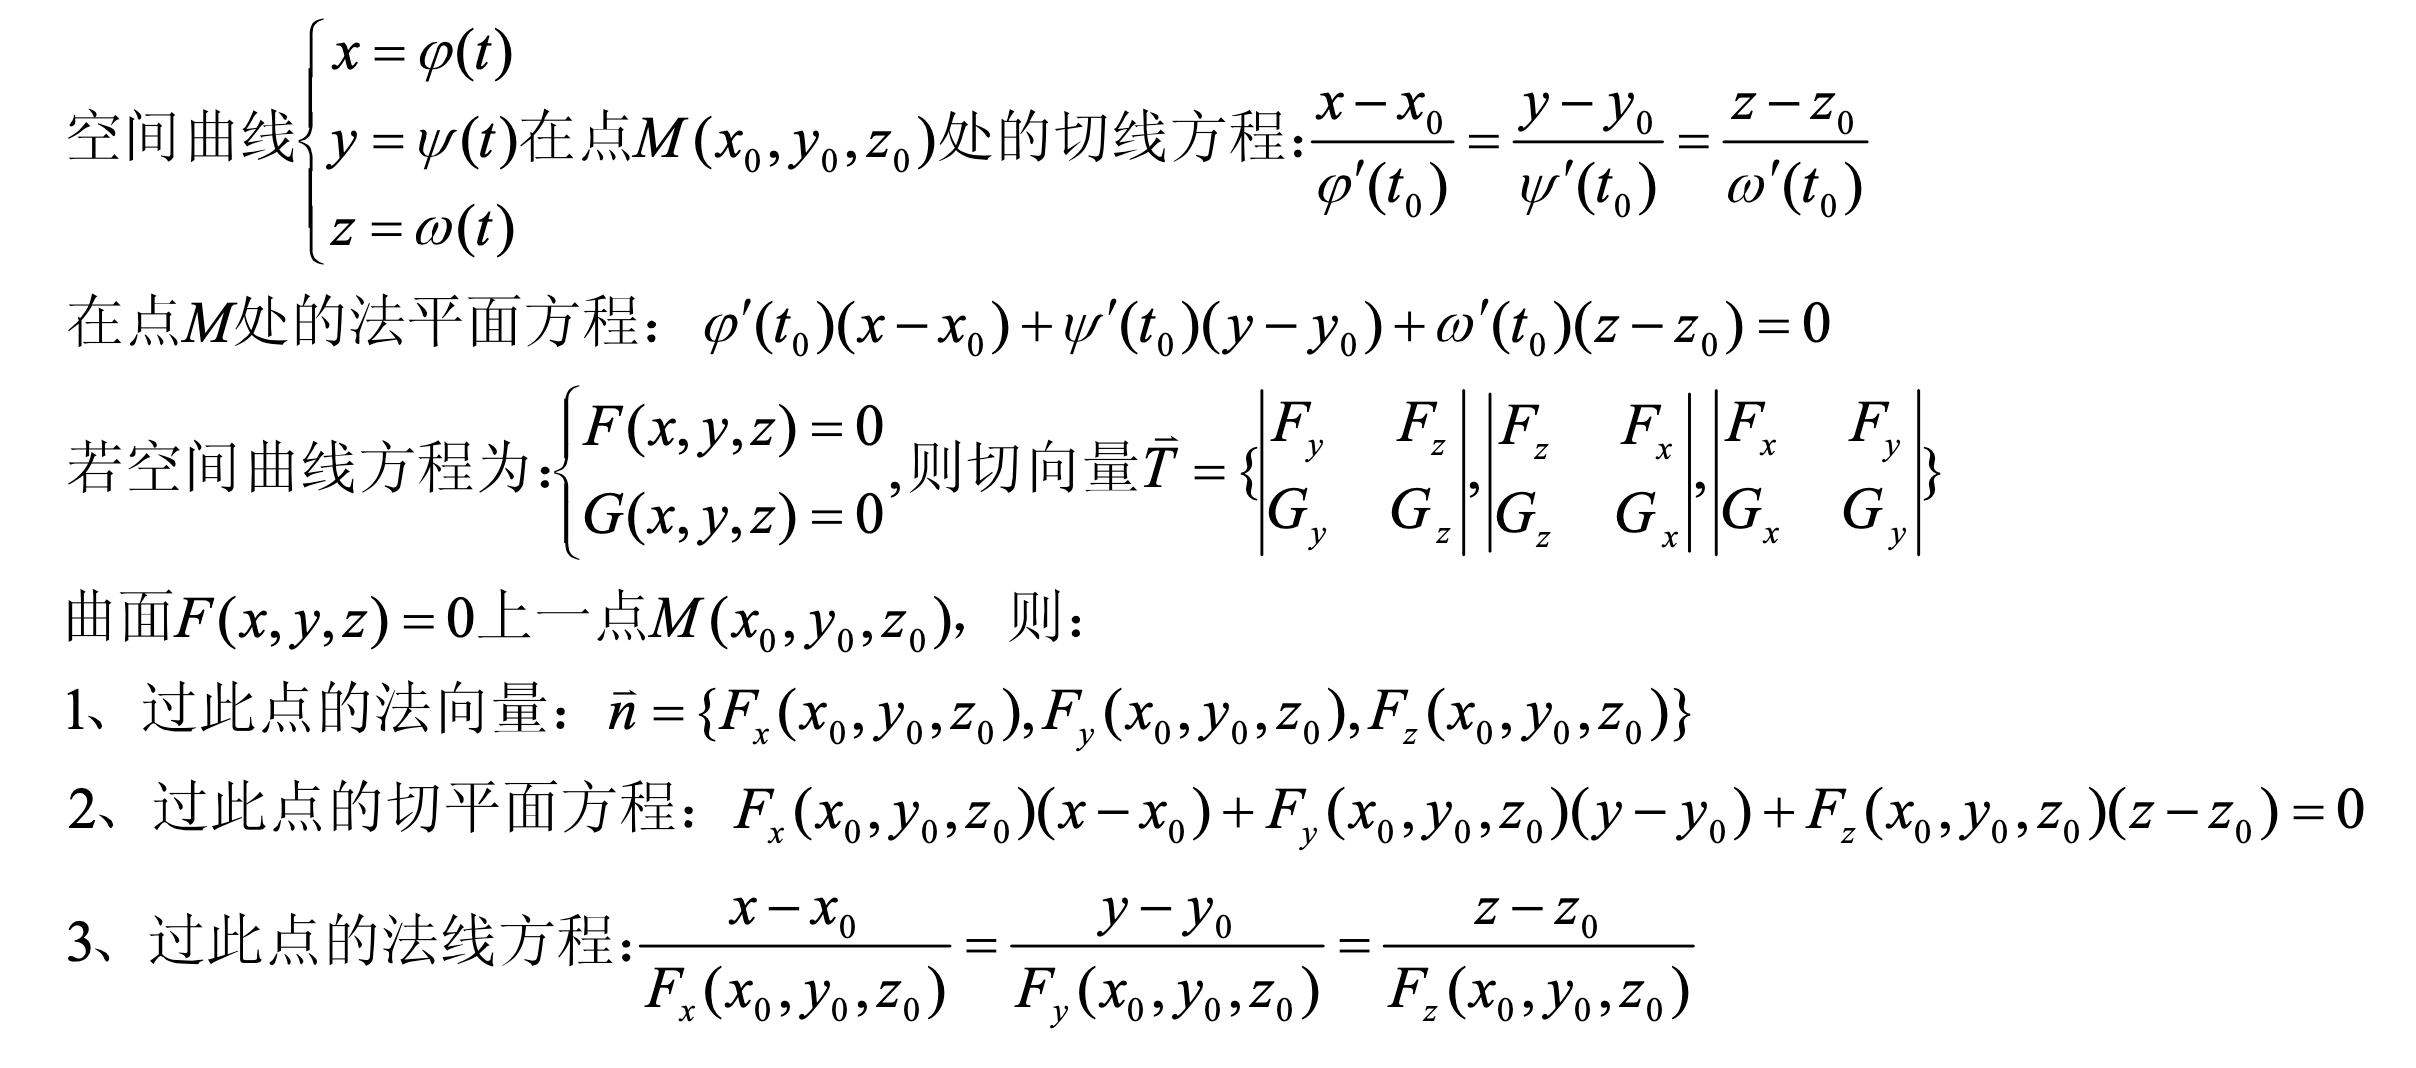 空间曲线{x = φ(t) y = ψ(t) z = ω(t) 在点M(x₀,y₀,z₀)处的切线方程:(x − x₀)/φ′(t₀) = (y − y₀)/ψ′(t₀) = (z − z₀)/ω′(t₀)
在点M处的法平面方程：φ′(t₀)(x − x₀) + ψ′(t₀)(y − y₀) + ω′(t₀)(z − z₀) = 0
若空间曲线方程为:{F(x,y,z) = 0 G(x,y,z) = 0,则切向量T⃗ = {|F_y F_z; G_y G_z|,|F_z F_x; G_z G_x|,|F_x F_y; G_x G_y|}
曲面F(x,y,z) = 0上一点M(x₀,y₀,z₀)，则：
1、过此点的法向量：n⃗ = {F_x(x₀,y₀,z₀),F_y(x₀,y₀,z₀),F_z(x₀,y₀,z₀)}
2、过此点的切平面方程：F_x(x₀,y₀,z₀)(x − x₀) + F_y(x₀,y₀,z₀)(y − y₀) + F_z(x₀,y₀,z₀)(z − z₀) = 0
3、过此点的法线方程:(x − x₀)/F_x(x₀,y₀,z₀) = (y − y₀)/F_y(x₀,y₀,z₀) = (z − z₀)/F_z(x₀,y₀,z₀)